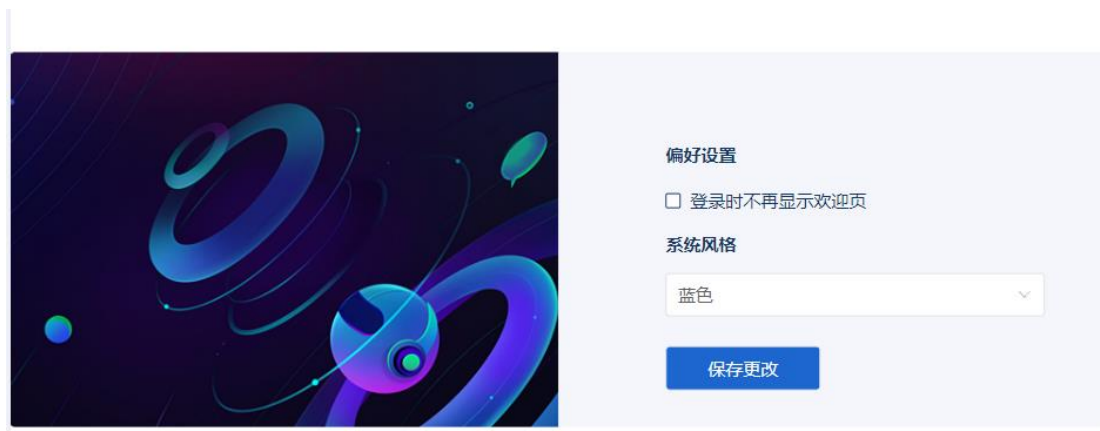 偏好设置
登录时不再显示欢迎页
系统风格
蓝色
保存更改